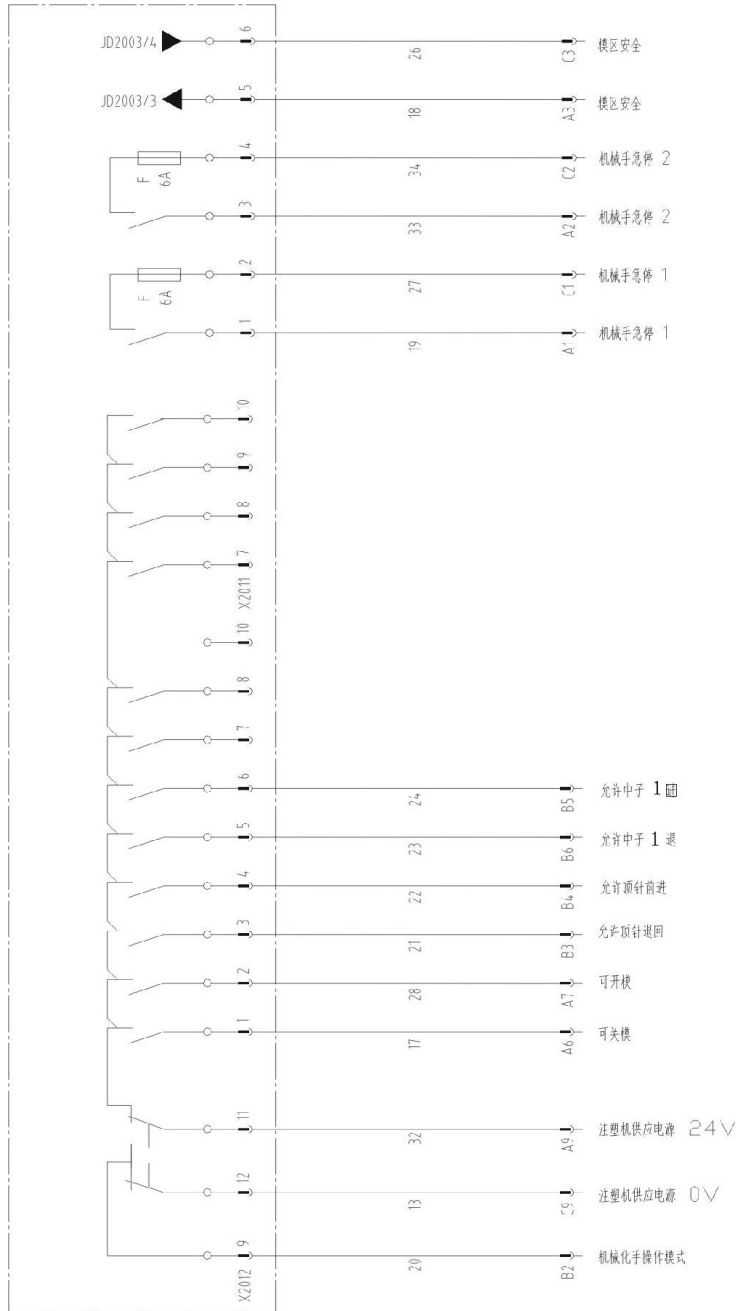 JD2003/4 6 26 C3 模区安全
JD2003/3 5 18 A3 模区安全
F 6A 4 34 C2 机械手急停 2
3 33 A2 机械手急停 2
F 6A 2 27 C1 机械手急停 1
1 19 A1 机械手急停 1
10
9
8
7
X2011
10
8
7
6 24 B5 允许中子 1 进
5 23 B6 允许中子 1 退
4 22 B4 允许顶针前进
3 21 B3 允许顶针退回
2 28 A7 可开模
1 17 A6 可关模
11 32 A9 注塑机供应电源 24V
12 13 C9 注塑机供应电源 0V
9 20 B2 机械化手操作模式
X2012